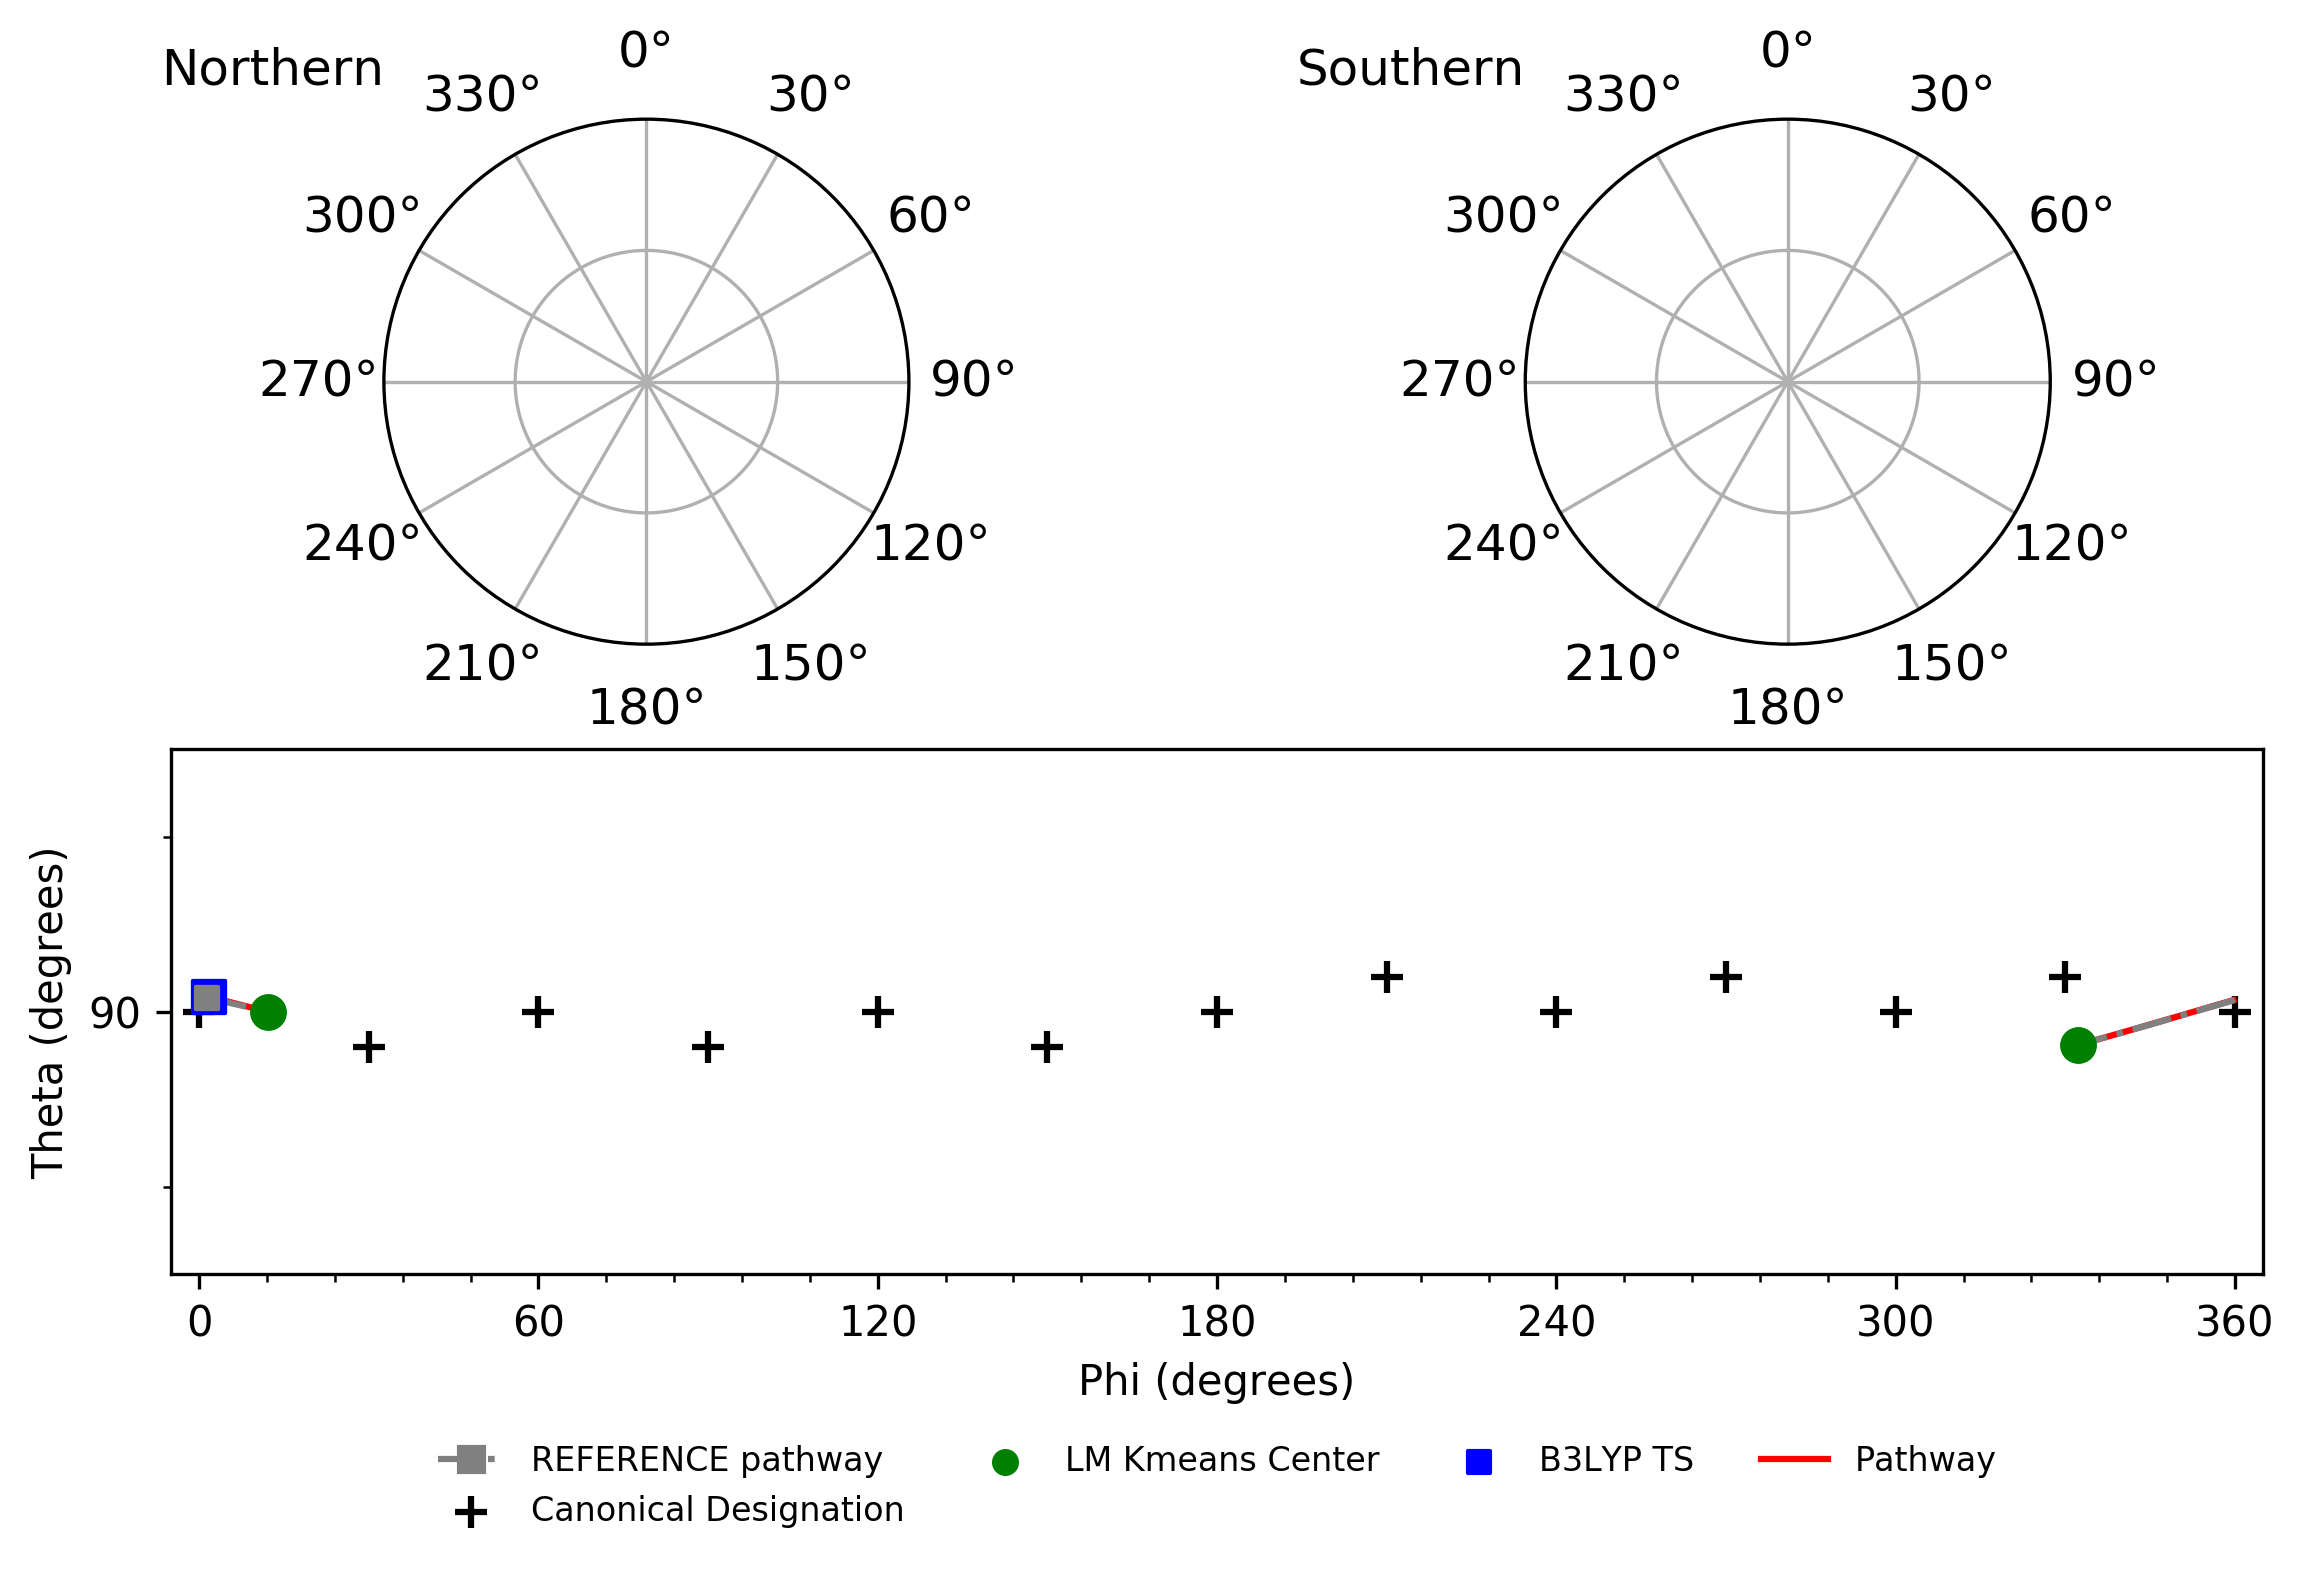 Northern
0°
330°
30°
300°
60°
270°
90°
240°
120°
210°
150°
180°
Southern
0°
330°
30°
300°
60°
270°
90°
240°
120°
210°
150°
180°
Theta (degrees)
90
0 60 120 180 240 300 360
Phi (degrees)
REFERENCE pathway
Canonical Designation
LM Kmeans Center
B3LYP TS
Pathway